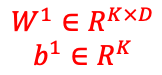 W¹ ∈ R^{K×D}
b¹ ∈ R^K